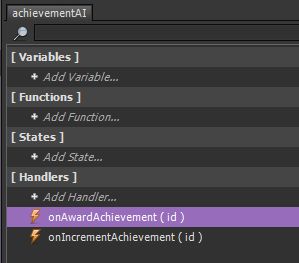 achievementAI
[ Variables ]
Add Variable...
[ Functions ]
Add Function...
[ States ]
Add State...
[ Handlers ]
Add Handler...
onAwardAchievement ( id )
onIncrementAchievement ( id )